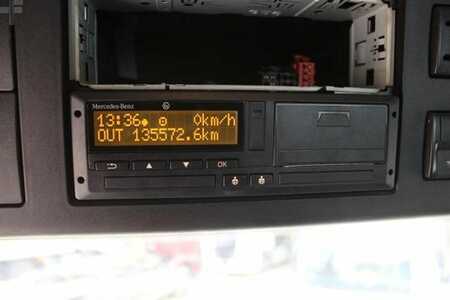 Mercedes-Benz
13:36 0km/h
OUT 135572.6km
OK